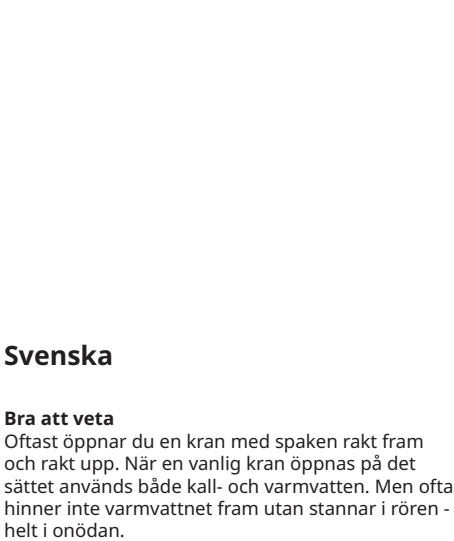 Svenska
Bra att veta
Oftast öppnar du en kran med spaken rakt fram
och rakt upp. När en vanlig kran öppnas på det
sättet används både kall- och varmvatten. Men ofta
hinner inte varmvattnet fram utan stannar i rören -
helt i onödan.